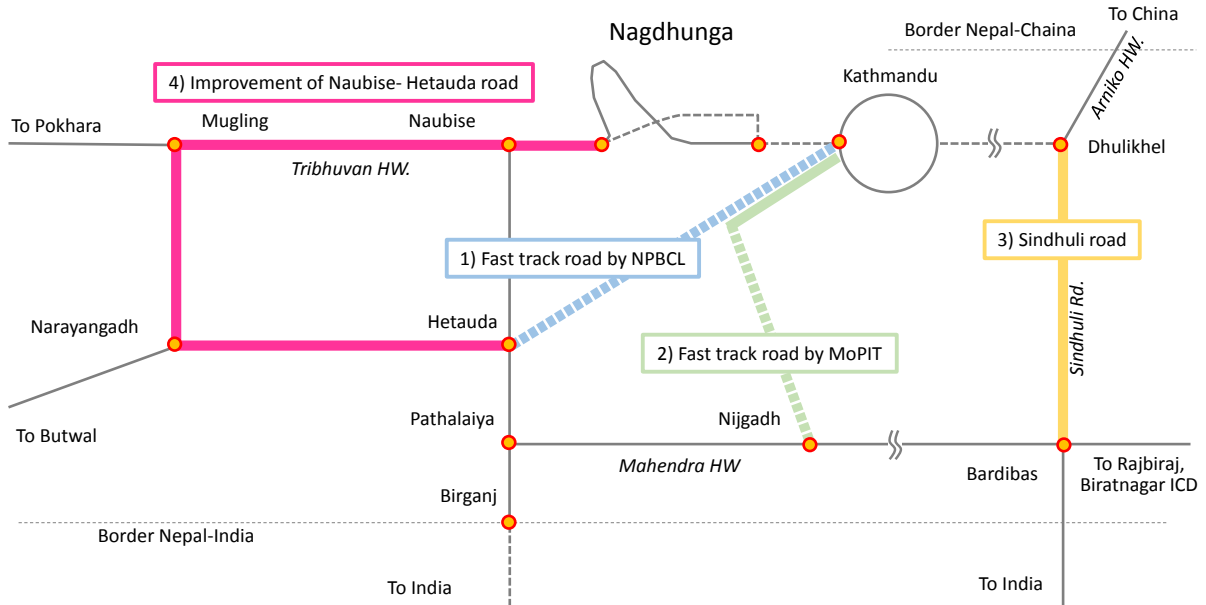 To China
Border Nepal-Chaina
Nagdhunga
Arniko HW.
4) Improvement of Naubise- Hetauda road
Kathmandu
To Pokhara
Mugling
Naubise
Dhulikhel
Tribhuvan HW.
3) Sindhuli road
1) Fast track road by NPBCL
Narayangadh
Hetauda
Sindhuli Rd.
2) Fast track road by MoPIT
To Butwal
Pathalaiya
Nijgadh
Mahendra HW
Bardibas
To Rajbiraj,
Biratnagar ICD
Birganj
Border Nepal-India
To India
To India